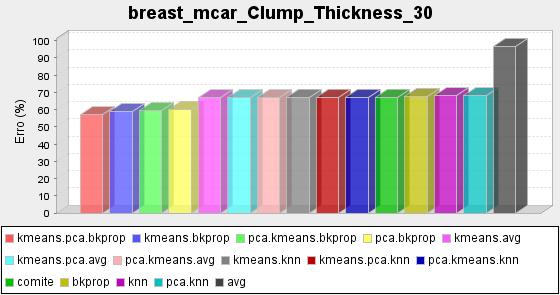 breast_mcar_Clump_Thickness_30
Erro (%)
100
90
80
70
60
50
40
30
20
10
0
kmeans.pca.bkprop kmeans.bkprop pca.kmeans.bkprop pca.bkprop kmeans.avg
kmeans.pca.avg pca.kmeans.avg kmeans.knn kmeans.pca.knn pca.kmeans.knn
comite bkprop knn pca.knn avg